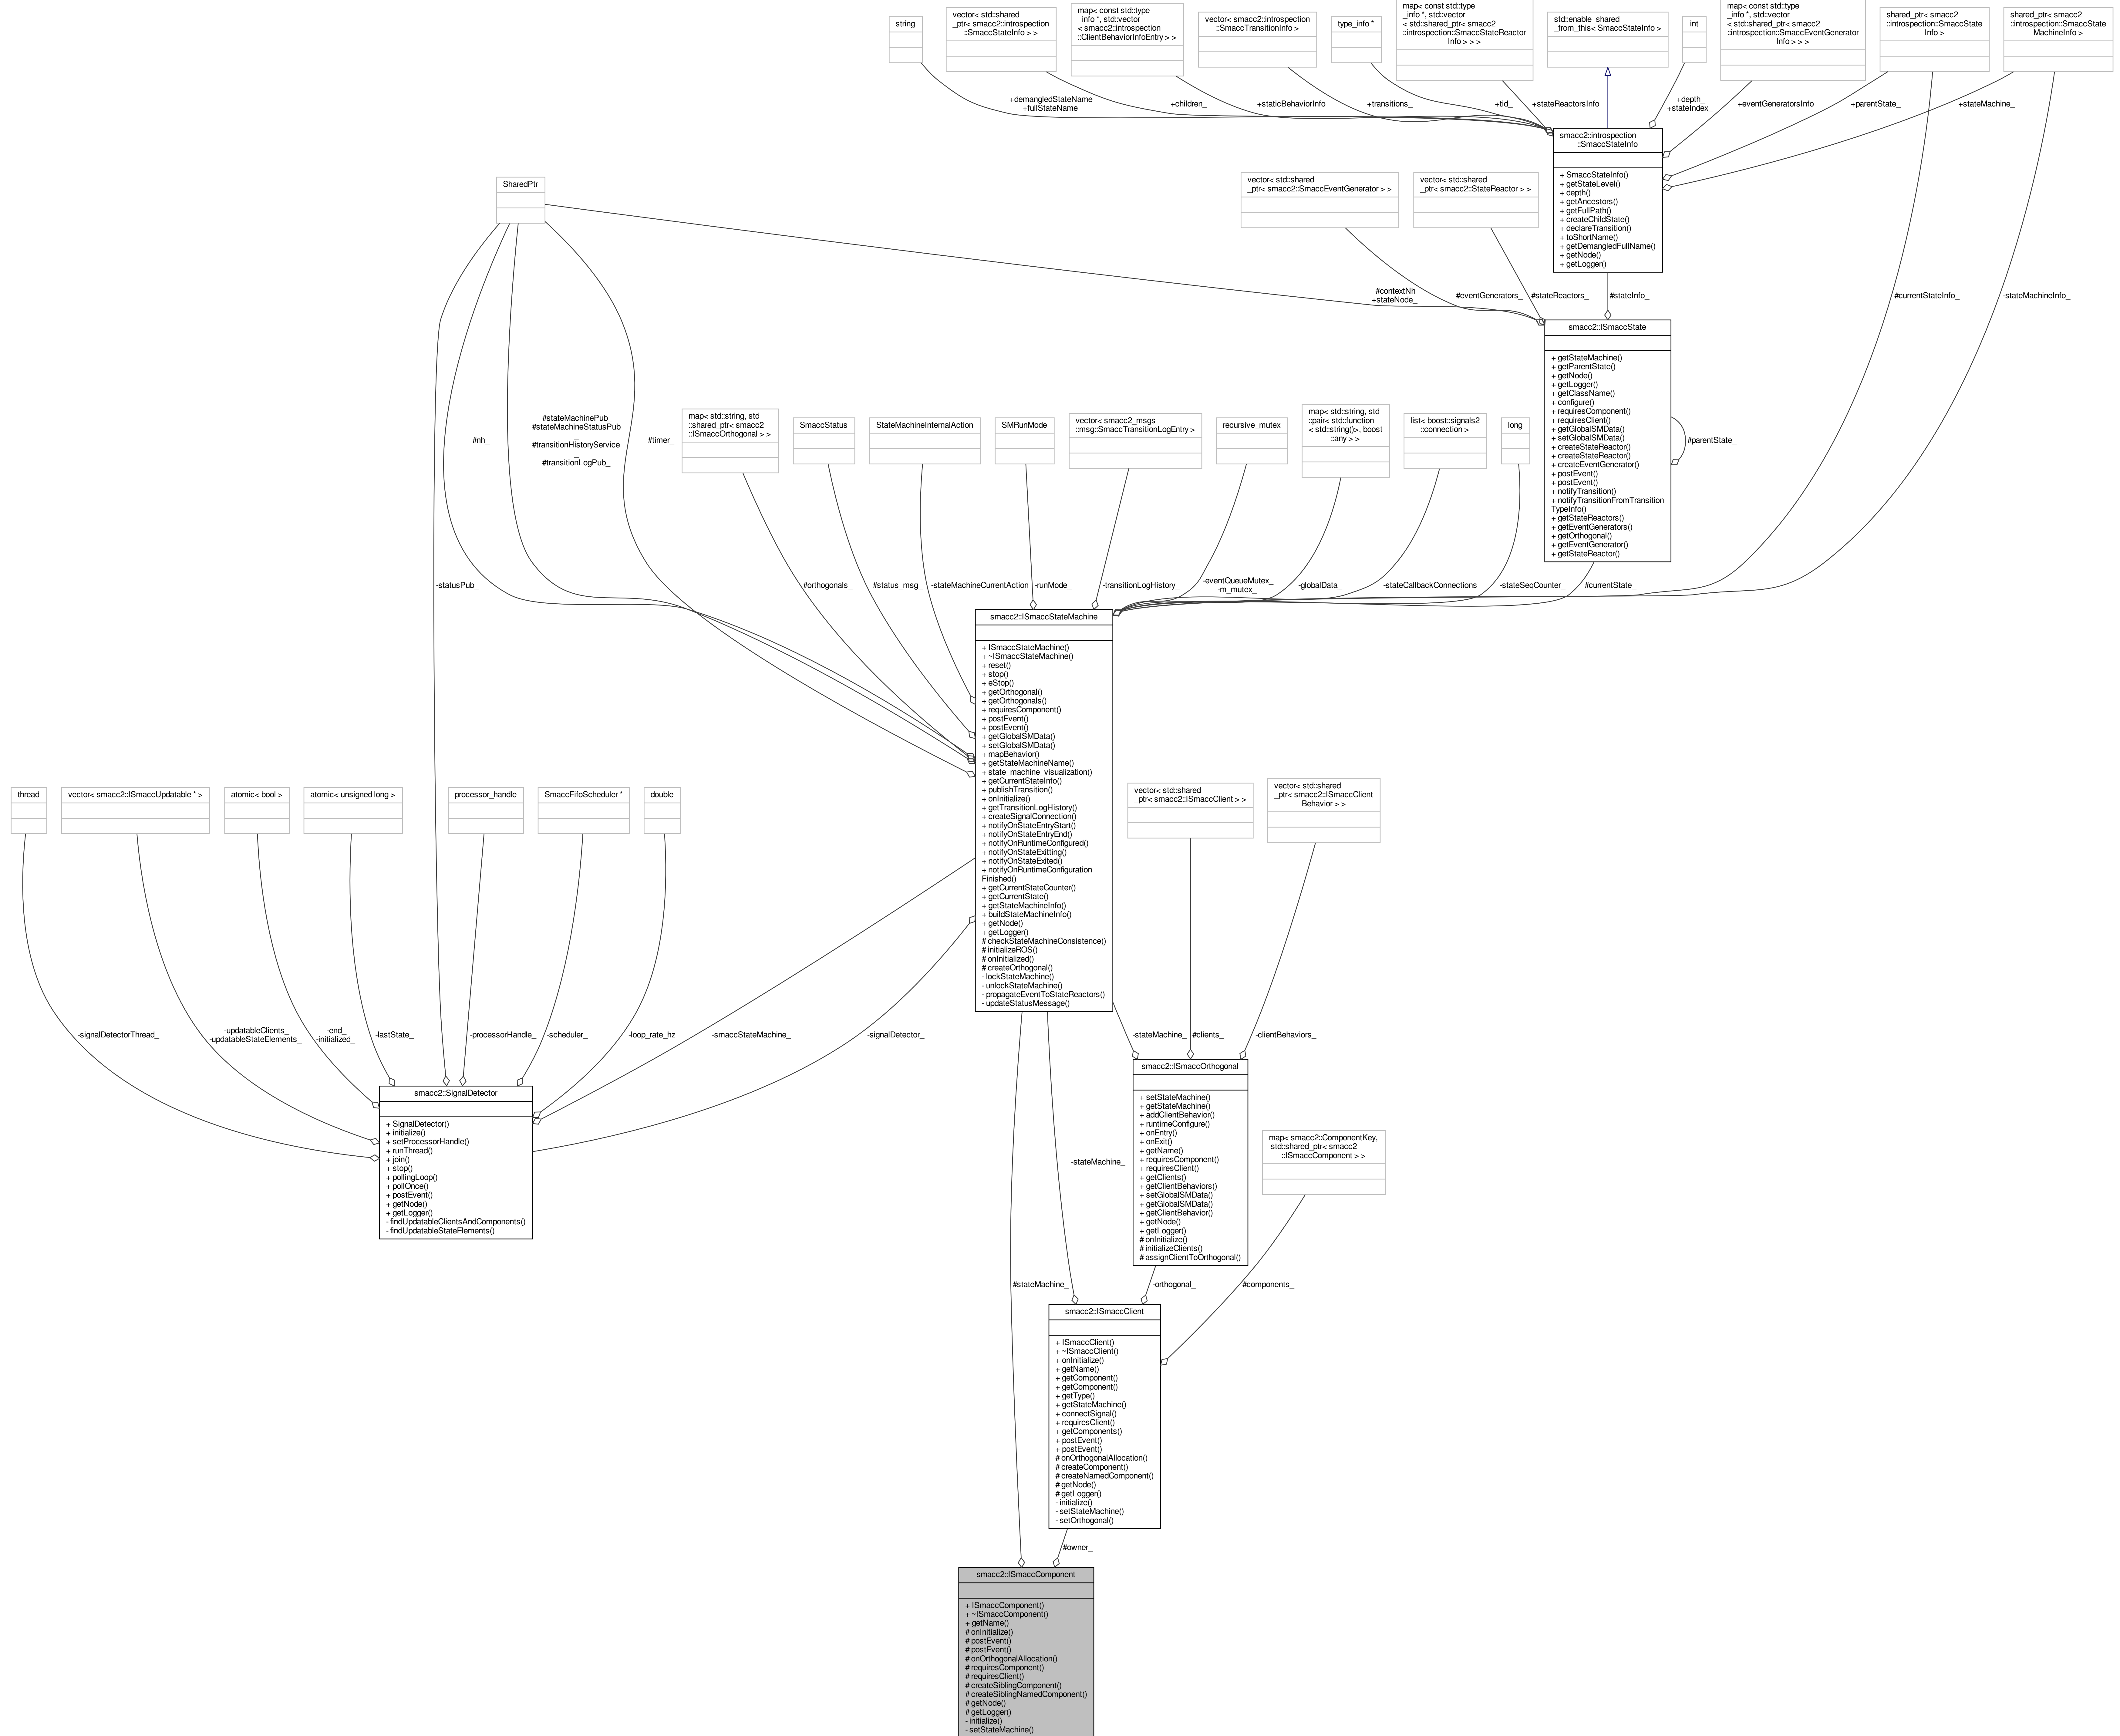 string
vector< std::shared
_ptr< smacc2::introspection
::SmaccStateInfo > >
map< const std::type
_info *, std::vector
< smacc2::introspection
::ClientBehaviorInfoEntry > >
vector< smacc2::introspection
::SmaccTransitionInfo >
type_info *
map< const std::type
_info *, std::vector
< std::shared_ptr< smacc2
::introspection::SmaccStateReactor
Info > > >
std::enable_shared
_from_this< SmaccStateInfo >
int
map< const std::type
_info *, std::vector
< std::shared_ptr< smacc2
::introspection::SmaccEventGenerator
Info > > >
shared_ptr< smacc2
::introspection::SmaccState
Info >
shared_ptr< smacc2
::introspection::SmaccState
MachineInfo >
+demangledStateName
+fullStateName
+children_
+staticBehaviorInfo
+transitions_
+tid_
+stateReactorsInfo
+depth_
+stateIndex_
+eventGeneratorsInfo
+parentState_
+stateMachine_
smacc2::introspection
::SmaccStateInfo
+ SmaccStateInfo()
+ getStateLevel()
+ depth()
+ getAncestors()
+ getFullPath()
+ createChildState()
+ declareTransition()
+ toShortName()
+ getDemangledFullName()
+ getNode()
+ getLogger()
SharedPtr
vector< std::shared
_ptr< smacc2::SmaccEventGenerator > >
vector< std::shared
_ptr< smacc2::StateReactor > >
#contextNh
+stateNode_
#eventGenerators_
#stateReactors_
#stateInfo_
#currentStateInfo_
-stateMachineInfo_
smacc2::ISmaccState
+ getStateMachine()
+ getParentState()
+ getNode()
+ getLogger()
+ getClassName()
+ configure()
+ requiresComponent()
+ requiresClient()
+ getGlobalSMData()
+ setGlobalSMData()
+ createStateReactor()
+ createStateReactor()
+ createEventGenerator()
+ postEvent()
+ postEvent()
+ notifyTransition()
+ notifyTransitionFromTransition
TypeInfo()
+ getStateReactors()
+ getEventGenerators()
+ getOrthogonal()
+ getEventGenerator()
+ getStateReactor()
#parentState_
#nh_
#stateMachinePub_
#stateMachineStatusPub
_
#transitionHistoryService
_
#transitionLogPub_
#timer_
map< std::string, std
::shared_ptr< smacc2
::ISmaccOrthogonal > >
SmaccStatus
StateMachineInternalAction
SMRunMode
vector< smacc2_msgs
::msg::SmaccTransitionLogEntry >
recursive_mutex
map< std::string, std
::pair< std::function
< std::string()>, boost
::any > >
list< boost::signals2
::connection >
long
-statusPub_
#orthogonals_
#status_msg_
-stateMachineCurrentAction
-runMode_
-transitionLogHistory_
-eventQueueMutex_
-m_mutex_
-globalData_
-stateCallbackConnections
-stateSeqCounter_
#currentState_
smacc2::ISmaccStateMachine
+ ISmaccStateMachine()
+ ~ISmaccStateMachine()
+ reset()
+ stop()
+ eStop()
+ getOrthogonal()
+ getOrthogonals()
+ requiresComponent()
+ postEvent()
+ postEvent()
+ getGlobalSMData()
+ setGlobalSMData()
+ mapBehavior()
+ getStateMachineName()
+ state_machine_visualization()
+ getCurrentStateInfo()
+ publishTransition()
+ onInitialize()
+ getTransitionLogHistory()
+ createSignalConnection()
+ notifyOnStateEntryStart()
+ notifyOnStateEntryEnd()
+ notifyOnRuntimeConfigured()
+ notifyOnStateExitting()
+ notifyOnStateExited()
+ notifyOnRuntimeConfiguration
Finished()
+ getCurrentStateCounter()
+ getCurrentState()
+ getStateMachineInfo()
+ buildStateMachineInfo()
+ getNode()
+ getLogger()
# checkStateMachineConsistence()
# initializeROS()
# onInitialized()
# createOrthogonal()
- lockStateMachine()
- unlockStateMachine()
- propagateEventToStateReactors()
- updateStatusMessage()
thread
vector< smacc2::ISmaccUpdatable * >
atomic< bool >
atomic< unsigned long >
processor_handle
SmaccFifoScheduler *
double
vector< std::shared
_ptr< smacc2::ISmaccClient > >
vector< std::shared
_ptr< smacc2::ISmaccClient
Behavior > >
-signalDetectorThread_
-updatableClients_
-updatableStateElements_
-end_
-initialized_
-lastState_
-processorHandle_
-scheduler_
-loop_rate_hz
-smaccStateMachine_
-signalDetector_
-stateMachine_
#clients_
-clientBehaviors_
smacc2::SignalDetector
+ SignalDetector()
+ initialize()
+ setProcessorHandle()
+ runThread()
+ join()
+ stop()
+ pollingLoop()
+ pollOnce()
+ postEvent()
+ getNode()
+ getLogger()
- findUpdatableClientsAndComponents()
- findUpdatableStateElements()
smacc2::ISmaccOrthogonal
+ setStateMachine()
+ getStateMachine()
+ addClientBehavior()
+ runtimeConfigure()
+ onEntry()
+ onExit()
+ getName()
+ requiresComponent()
+ requiresClient()
+ getClients()
+ getClientBehaviors()
+ setGlobalSMData()
+ getGlobalSMData()
+ getClientBehavior()
+ getNode()
+ getLogger()
# onInitialize()
# initializeClients()
# assignClientToOrthogonal()
map< smacc2::ComponentKey,
std::shared_ptr< smacc2
::ISmaccComponent > >
-stateMachine_
#stateMachine_
-orthogonal_
#components_
smacc2::ISmaccClient
+ ISmaccClient()
+ ~ISmaccClient()
+ onInitialize()
+ getName()
+ getComponent()
+ getComponent()
+ getType()
+ getStateMachine()
+ connectSignal()
+ requiresClient()
+ getComponents()
+ postEvent()
+ postEvent()
# onOrthogonalAllocation()
# createComponent()
# createNamedComponent()
# getNode()
# getLogger()
- initialize()
- setStateMachine()
- setOrthogonal()
#owner_
smacc2::ISmaccComponent
+ ISmaccComponent()
+ ~ISmaccComponent()
+ getName()
# onInitialize()
# postEvent()
# postEvent()
# onOrthogonalAllocation()
# requiresComponent()
# requiresClient()
# createSiblingComponent()
# createSiblingNamedComponent()
# getNode()
# getLogger()
- initialize()
- setStateMachine()